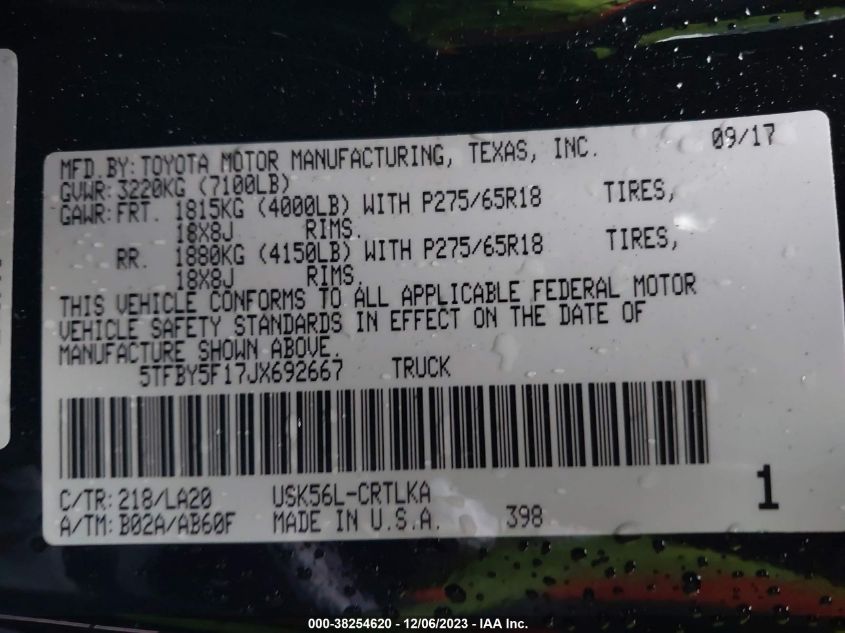 MFD.BY:TOYOTA MOTOR MANUFACTURING, TEXAS, INC. 09/17
GVWR:3220KG (7100LB)
GAWR:FRT. 1815KG (4000LB) WITH P275/65R18 TIRES,
18X8J RIMS.
RR. 1880KG (4150LB) WITH P275/65R18 TIRES,
18X8J RIMS.
THIS VEHICLE CONFORMS TO ALL APPLICABLE FEDERAL MOTOR
VEHICLE SAFETY STANDARDS IN EFFECT ON THE DATE OF
MANUFACTURE SHOWN ABOVE.
5TFBY5F17JX692667 TRUCK
C/TR:218/LA20 USK56L-CRTLKA 1
A/TM:B02A/AB60F MADE IN U.S.A. 398
000-38254620 - 12/06/2023 - IAA Inc.